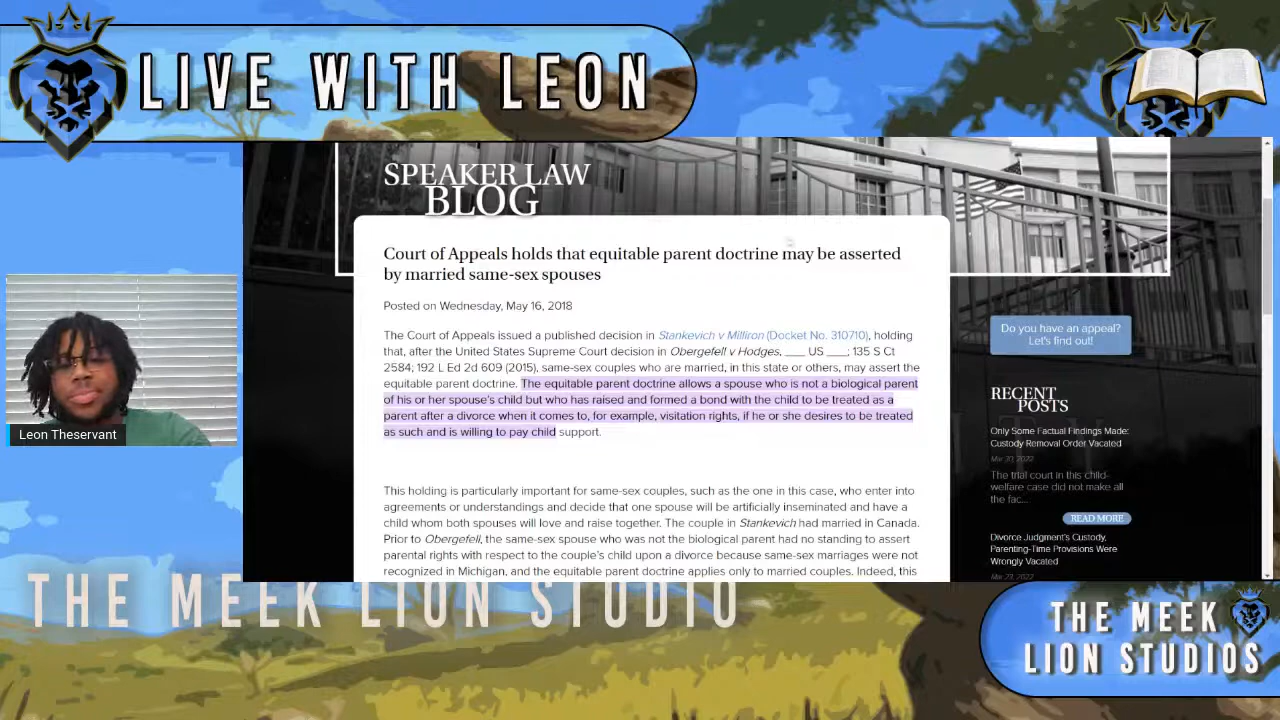 LIVE WITH LEON
SPEAKER LAW
BLOG
Court of Appeals holds that equitable parent doctrine may be asserted
by married same-sex spouses
Posted on Wednesday, May 16, 2018
The Court of Appeals issued a published decision in Stankevich v Milliron (Docket No. 310710), holding
that, after the United States Supreme Court decision in Obergefell v Hodges, ___ US ___; 135 S Ct
2584; 192 L Ed 2d 609 (2015), same-sex couples who are married, in this state or others, may assert the
equitable parent doctrine. The equitable parent doctrine allows a spouse who is not a biological parent
of his or her spouse's child but who has raised and formed a bond with the child to be treated as a
parent after a divorce when it comes to, for example, visitation rights, if he or she desires to be treated
as such and is willing to pay child support.
This holding is particularly important for same-sex couples, such as the one in this case, who enter into
agreements or understandings and decide that one spouse will be artificially inseminated and have a
child whom both spouses will love and raise together. The couple in Stankevich had married in Canada.
Prior to Obergefell, the same-sex spouse who was not the biological parent had no standing to assert
parental rights with respect to the couple's child upon a divorce because same-sex marriages were not
recognized in Michigan, and the equitable parent doctrine applies only to married couples. Indeed, this
Do you have an appeal?
Let's find out!
RECENT
POSTS
Only Some Factual Findings Made:
Custody Removal Order Vacated
Mar 30, 2022
The trial court in this child-
welfare case did not make all
the fac...
READ MORE
Divorce Judgment's Custody,
Parenting-Time Provisions Were
Wrongly Vacated
Mar 23, 2022
Leon Theservant
THE MEEK LION STUDIO
THE MEEK
LION STUDIOS